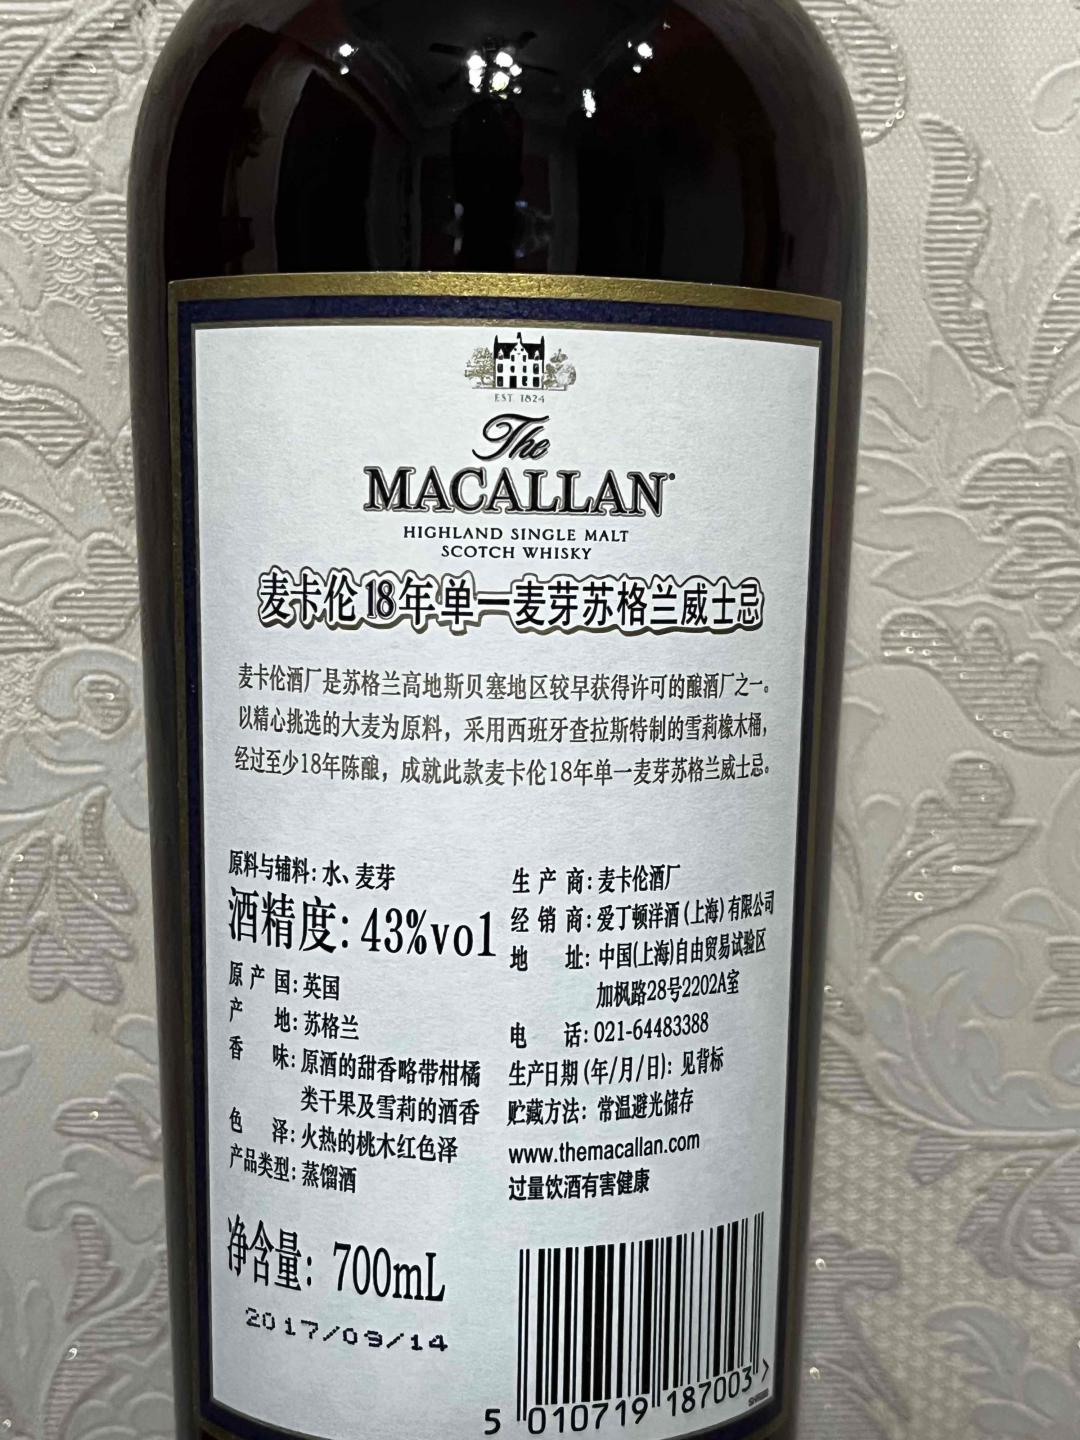 EST. 1824
The
MACALLAN
HIGHLAND SINGLE MALT
SCOTCH WHISKY
麦卡伦18年单一麦芽苏格兰威士忌
麦卡伦酒厂是苏格兰高地斯贝塞地区较早获得许可的酿酒厂之一。
以精心挑选的大麦为原料，采用西班牙查拉斯特制的雪莉橡木桶，
经过至少18年陈酿，成就此款麦卡伦18年单一麦芽苏格兰威士忌。
原料与辅料：水、麦芽
酒精度：43%vol
原产国：英国
产 地：苏格兰
香 味：原酒的甜香略带柑橘
类干果及雪莉的酒香
色 泽：火热的桃木红色泽
产品类型：蒸馏酒
净含量：700mL
2017/09/14
生产商：麦卡伦酒厂
经销商：爱丁顿洋酒（上海）有限公司
地 址：中国(上海)自由贸易试验区
加枫路28号2202A室
电 话：021-64483388
生产日期（年/月/日）：见背标
贮藏方法：常温避光储存
www.themacallan.com
过量饮酒有害健康
5 010719 187003 >